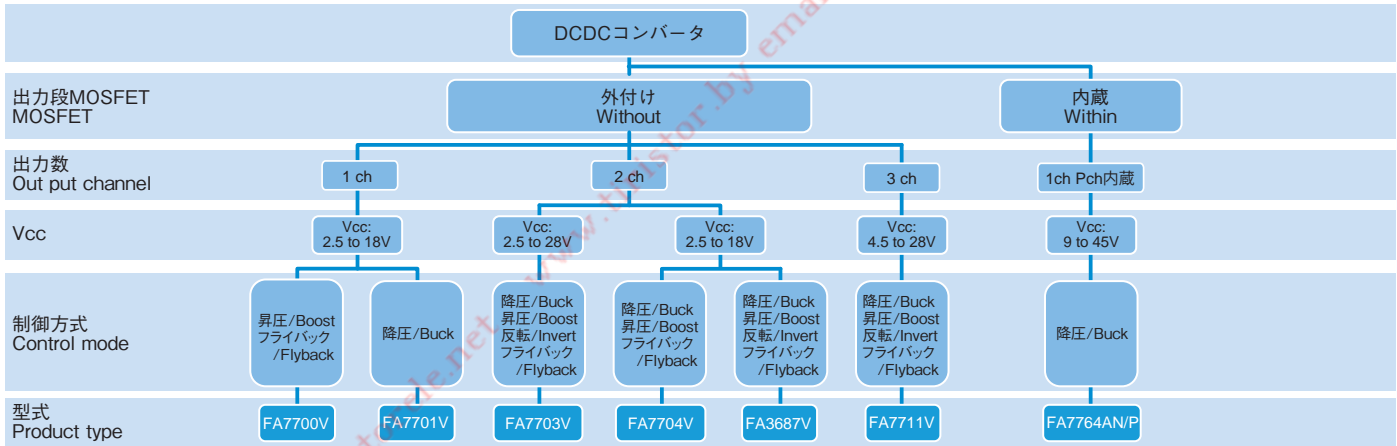 DCDCコンバータ
出力段MOSFET
MOSFET
外付け
Without
内蔵
Within
出力数
Out put channel
1 ch
2 ch
3 ch
1ch Pch内蔵
Vcc
Vcc:
2.5 to 18V
Vcc:
2.5 to 28V
Vcc:
2.5 to 18V
Vcc:
4.5 to 28V
Vcc:
9 to 45V
制御方式
Control mode
昇圧/Boost
フライバック
/Flyback
降圧/Buck
降圧/Buck
昇圧/Boost
反転/Invert
フライバック
/Flyback
降圧/Buck
昇圧/Boost
フライバック
/Flyback
降圧/Buck
昇圧/Boost
反転/Invert
フライバック
/Flyback
降圧/Buck
昇圧/Boost
反転/Invert
フライバック
/Flyback
降圧/Buck
型式
Product type
FA7700V
FA7701V
FA7703V
FA7704V
FA3687V
FA7711V
FA7764AN/P